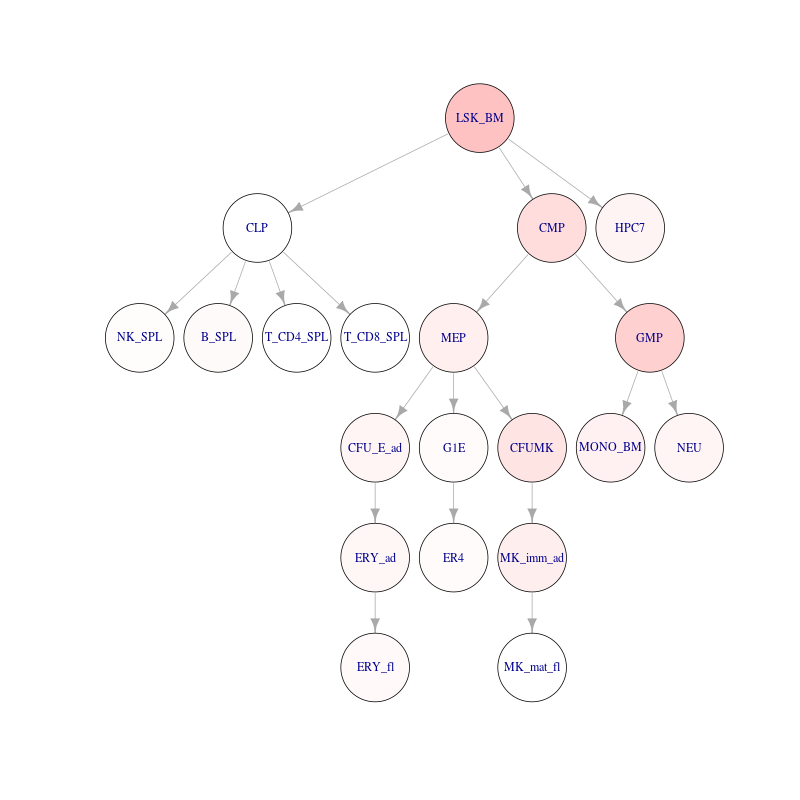 LSK_BM
CLP
CMP
HPC7
NK_SPL
B_SPL
T_CD4_SPL
T_CD8_SPL
MEP
GMP
CFU_E_ad
G1E
CFUMK
MONO_BM
NEU
ERY_ad
ER4
MK_imm_ad
ERY_fl
MK_mat_fl